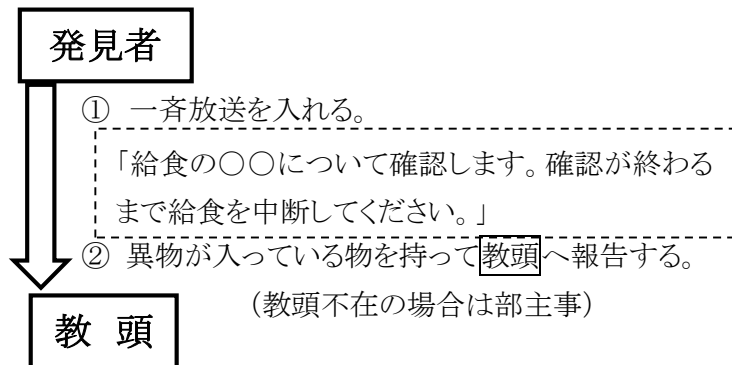 発見者
① 一斉放送を入れる。
「給食の○○について確認します。確認が終わる
まで給食を中断してください。」
② 異物が入っている物を持って教頭へ報告する。
(教頭不在の場合は部主事)
教 頭